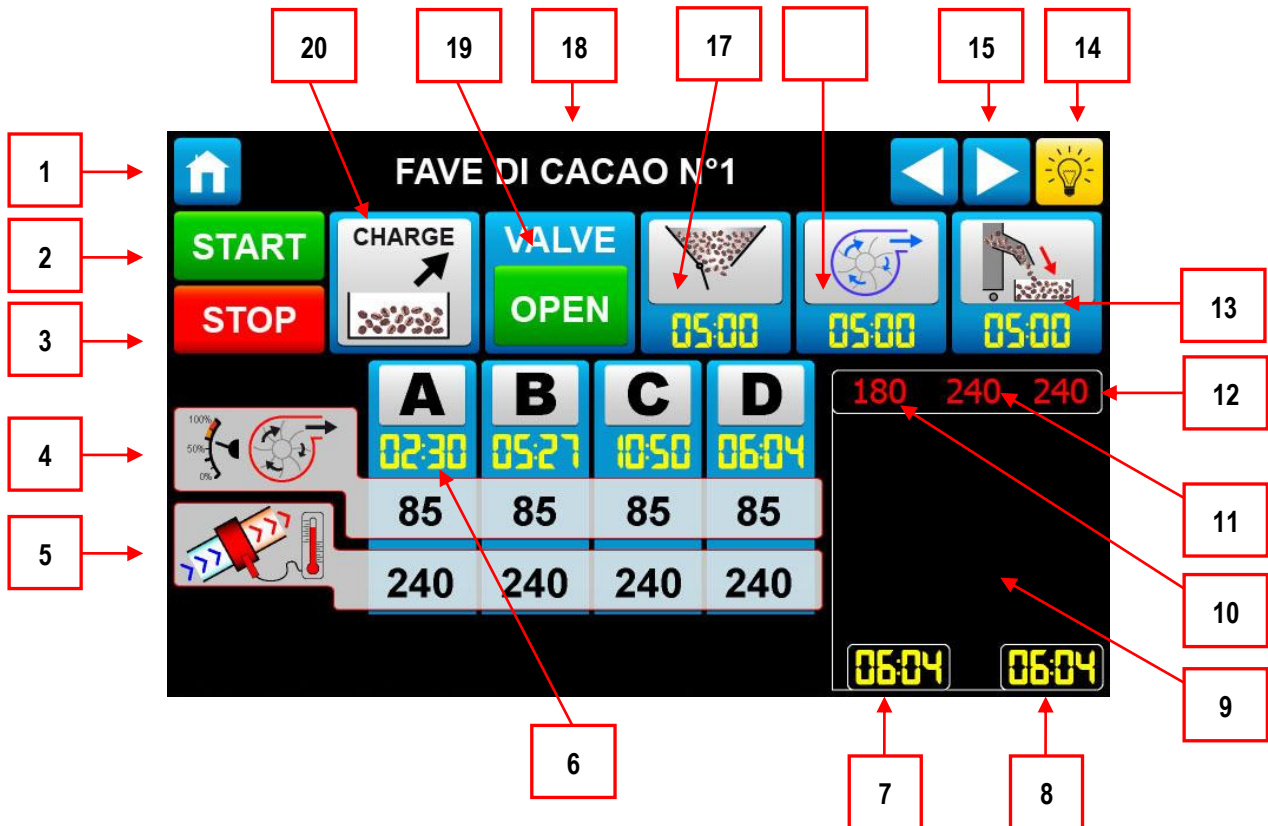 20 19 18 17 15 14
1 FAVE DI CACAO N°1
2 START CHARGE VALVE
3 STOP OPEN 05:00 05:00 05:00 13
A B C D 180 240 240 12
4 100% 50% 0% 02:30 05:27 10:50 06:04
85 85 85 85 11
5 240 240 240 240 10
06:04 06:04 9
6
7 8